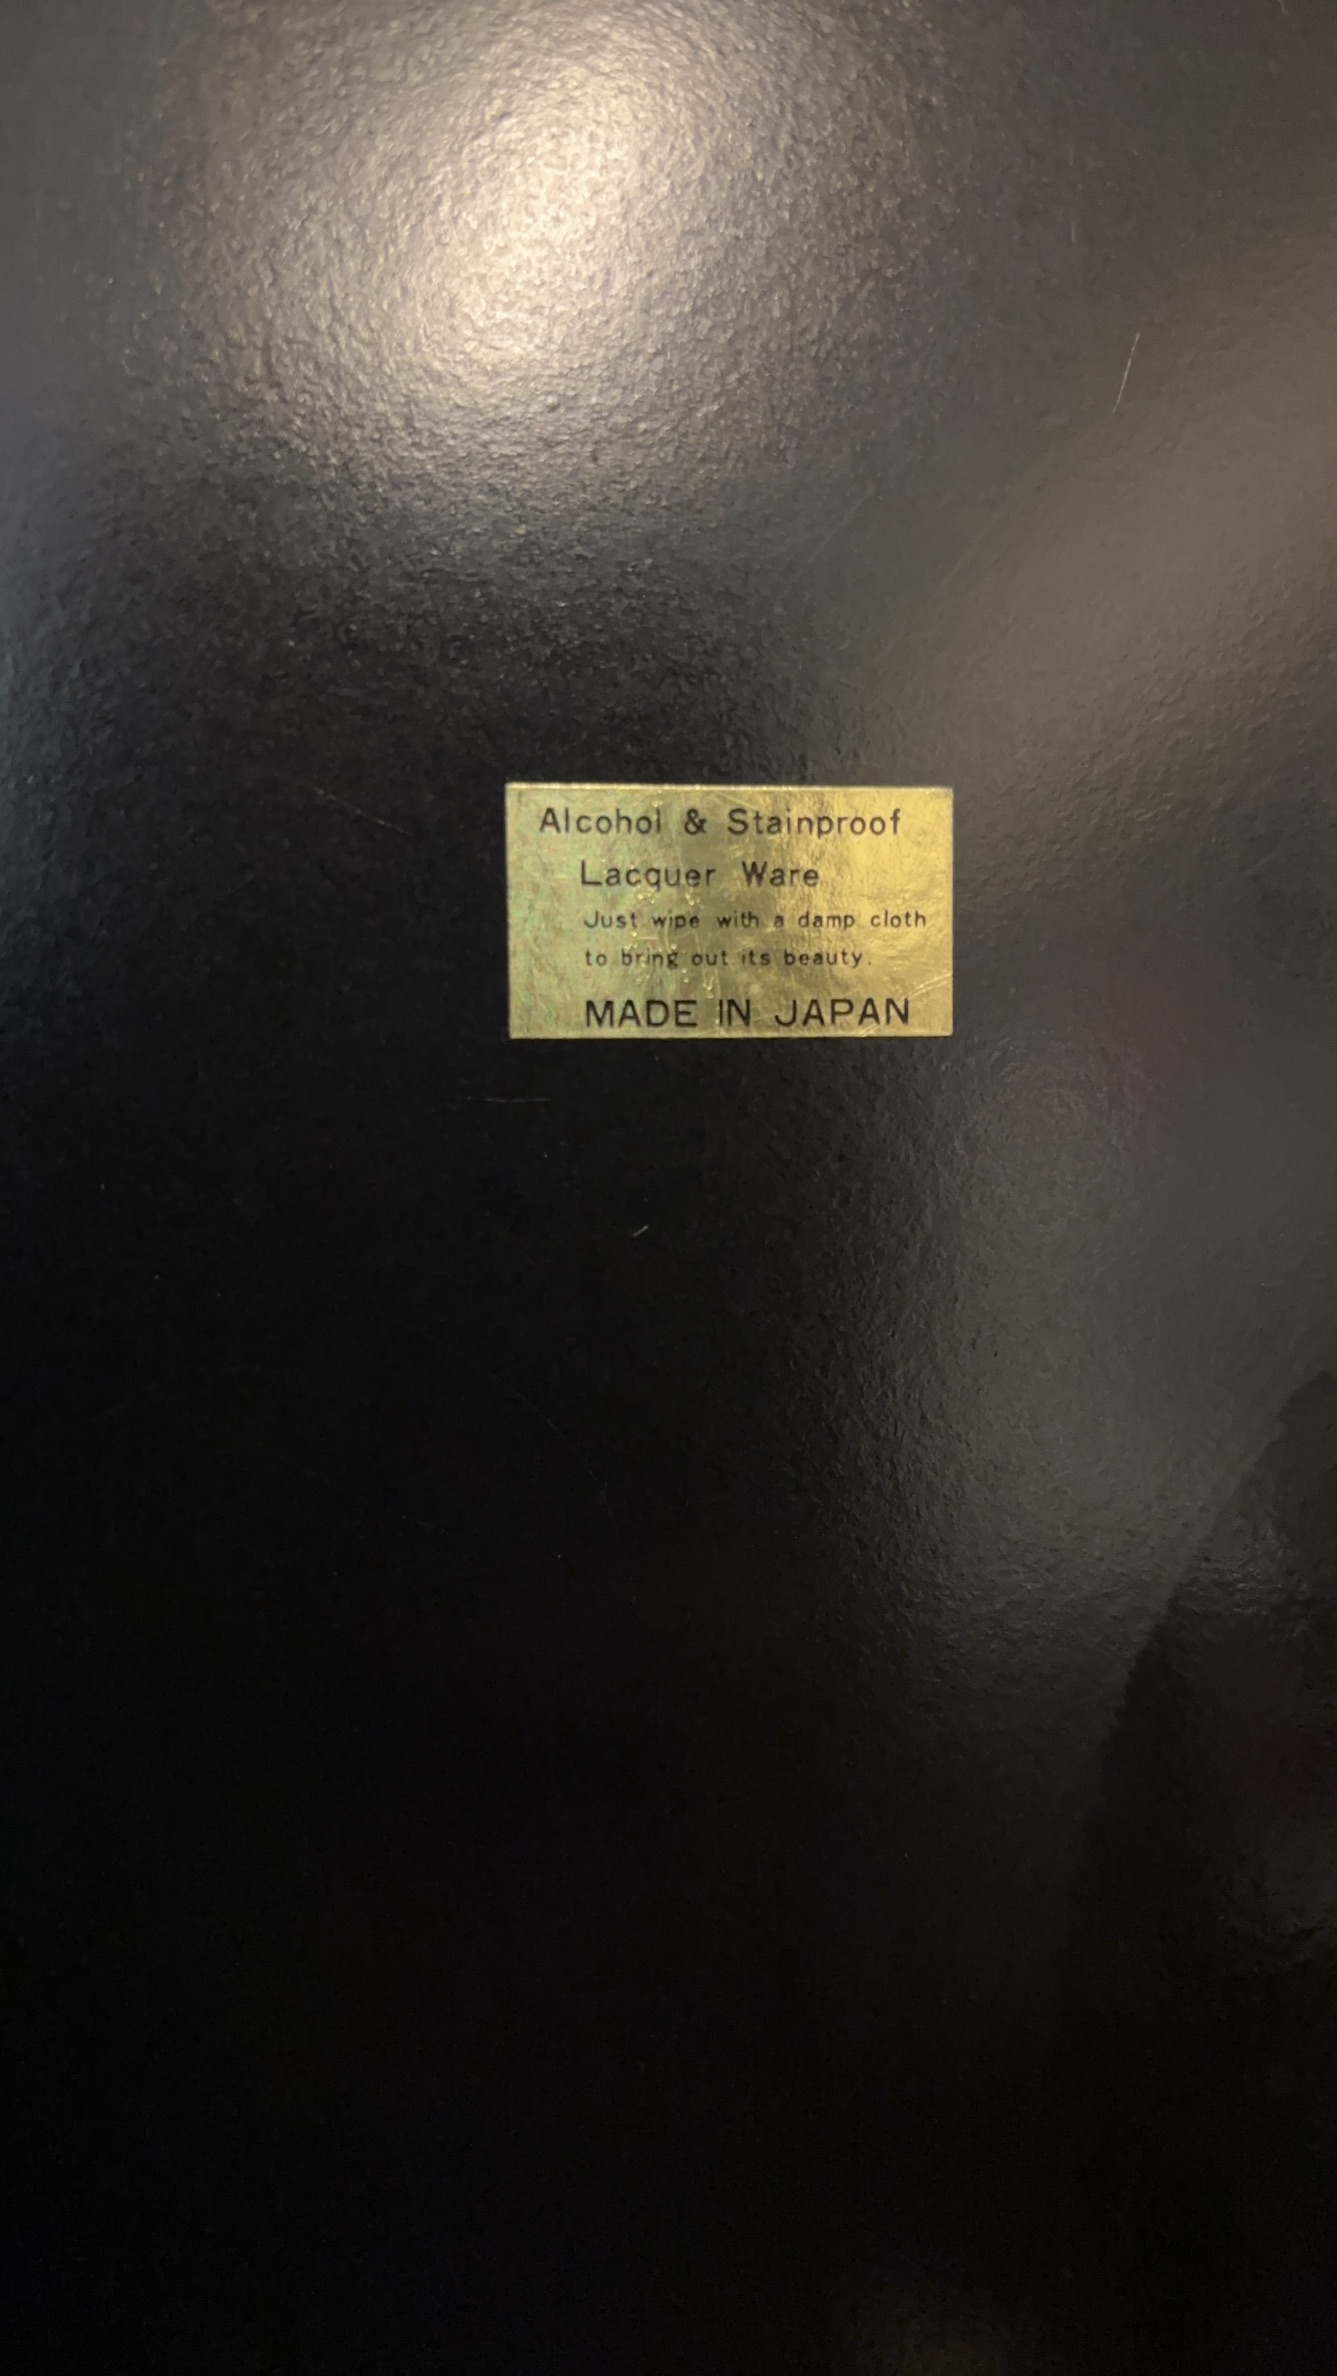 Alcohol & Stainproof
Lacquer Ware
Just wipe with a damp cloth
to bring out its beauty.
MADE IN JAPAN